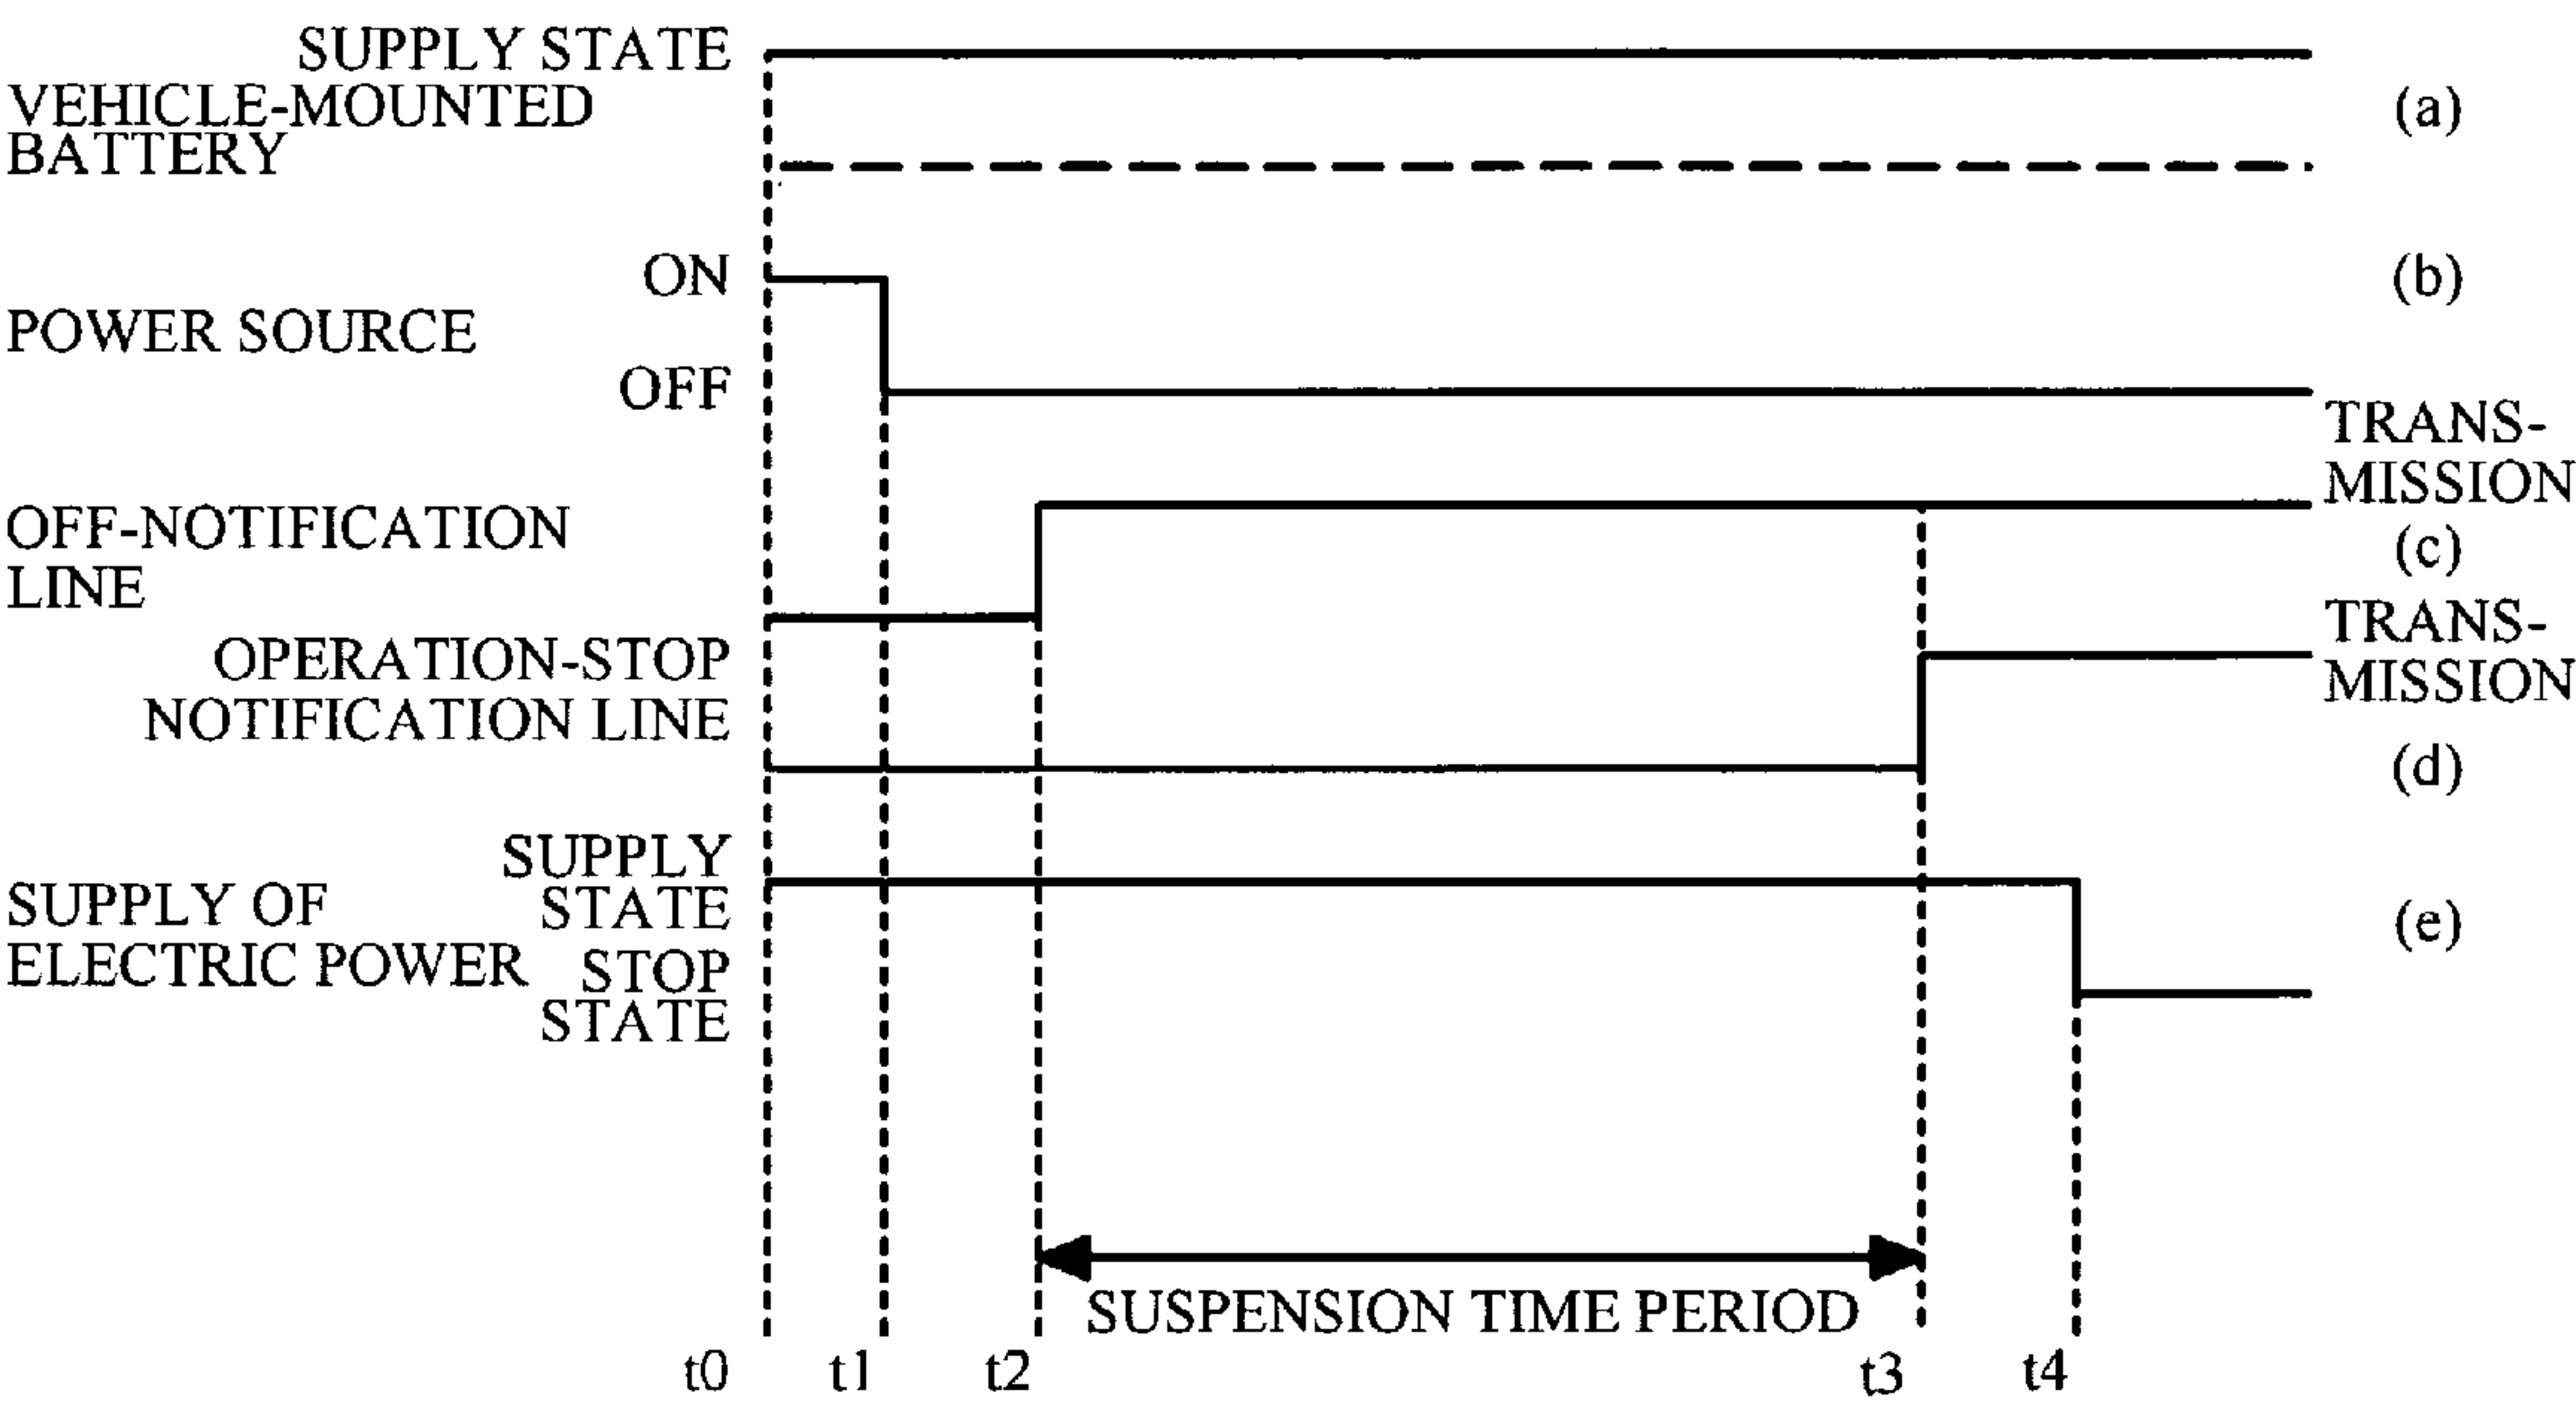 SUPPLY STATE
VEHICLE-MOUNTED
BATTERY
(a)
ON
(b)
POWER SOURCE
OFF
TRANS-
MISSION
OFF-NOTIFICATION
LINE
(c)
TRANS-
MISSION
OPERATION-STOP
NOTIFICATION LINE
(d)
SUPPLY
STATE
SUPPLY OF
ELECTRIC POWER
(e)
STOP
STATE
SUSPENSION TIME PERIOD
t0 t1 t2 t3 t4